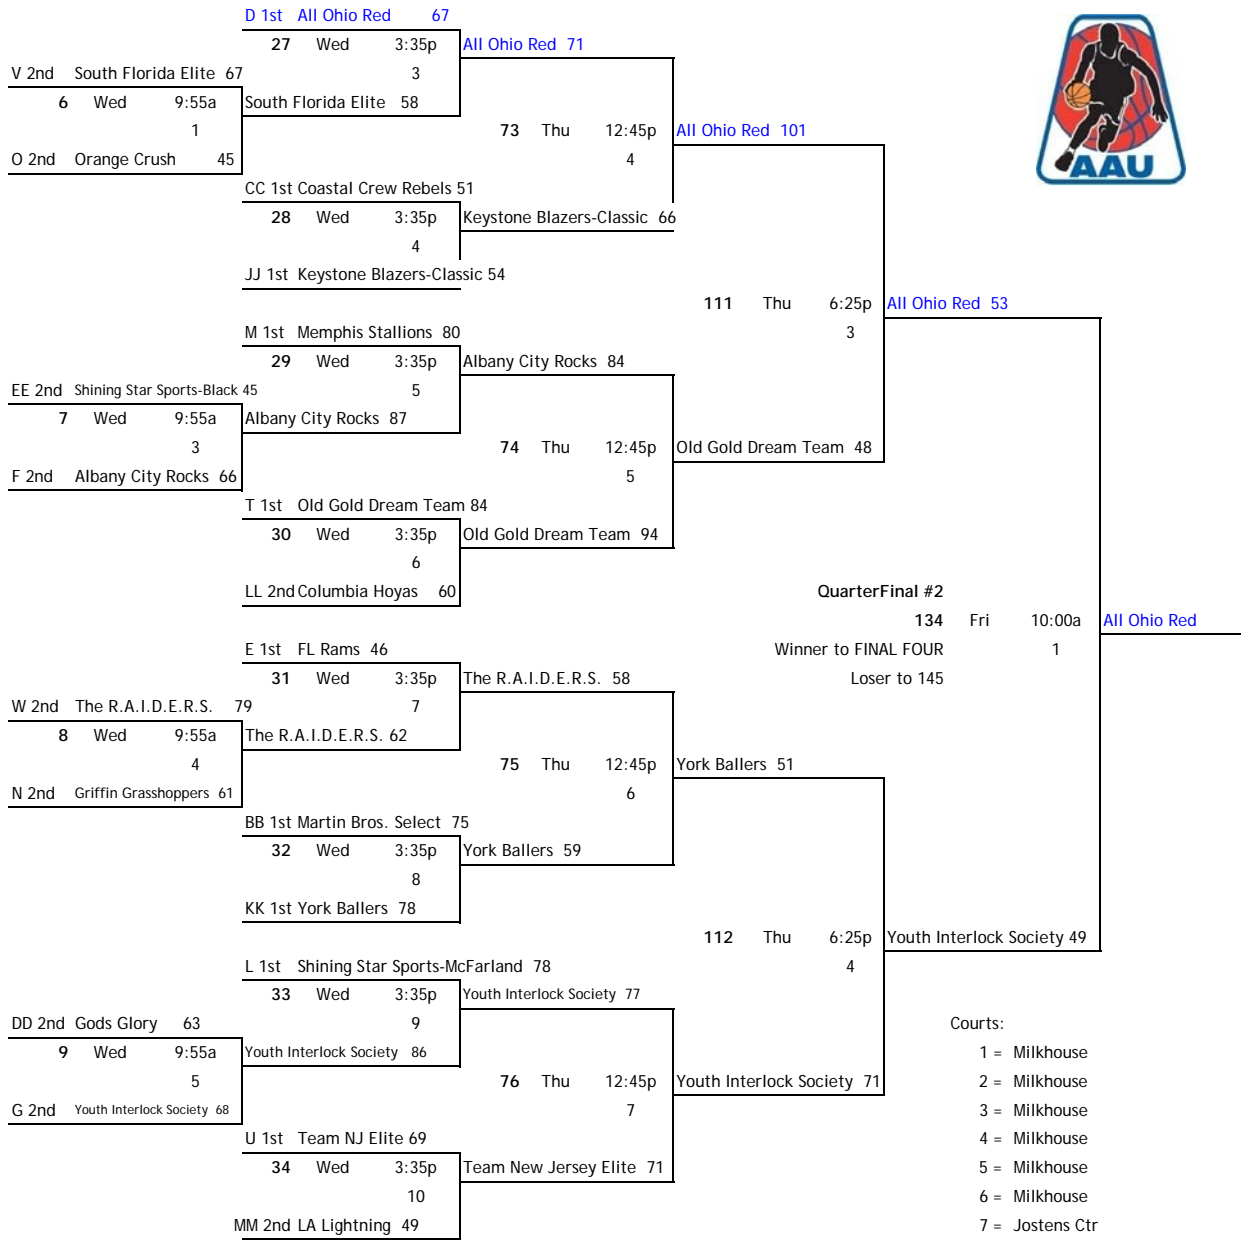 D 1st All Ohio Red 67
27 Wed 3:35p All Ohio Red 71
V 2nd South Florida Elite 67 3
6 Wed 9:55a South Florida Elite 58
1 73 Thu 12:45p All Ohio Red 101
O 2nd Orange Crush 45 4
AAU
CC 1st Coastal Crew Rebels 51
28 Wed 3:35p Keystone Blazers-Classic 66
4
JJ 1st Keystone Blazers-Classic 54
111 Thu 6:25p All Ohio Red 53
M 1st Memphis Stallions 80 3
29 Wed 3:35p Albany City Rocks 84
EE 2nd Shining Star Sports-Black 45 5
7 Wed 9:55a Albany City Rocks 87
3 74 Thu 12:45p Old Gold Dream Team 48
F 2nd Albany City Rocks 66 5
T 1st Old Gold Dream Team 84
30 Wed 3:35p Old Gold Dream Team 94
6
LL 2nd Columbia Hoyas 60 QuarterFinal #2
134 Fri 10:00a All Ohio Red
E 1st FL Rams 46 Winner to FINAL FOUR 1
31 Wed 3:35p The R.A.I.D.E.R.S. 58 Loser to 145
W 2nd The R.A.I.D.E.R.S. 79 7
8 Wed 9:55a The R.A.I.D.E.R.S. 62
4 75 Thu 12:45p York Ballers 51
N 2nd Griffin Grasshoppers 61 6
BB 1st Martin Bros. Select 75
32 Wed 3:35p York Ballers 59
8
KK 1st York Ballers 78
112 Thu 6:25p Youth Interlock Society 49
L 1st Shining Star Sports-McFarland 78 4
33 Wed 3:35p Youth Interlock Society 77
DD 2nd Gods Glory 63 9 Courts:
9 Wed 9:55a Youth Interlock Society 86 1 = Milkhouse
5 76 Thu 12:45p Youth Interlock Society 71 2 = Milkhouse
G 2nd Youth Interlock Society 68 7 3 = Milkhouse
U 1st Team NJ Elite 69 4 = Milkhouse
34 Wed 3:35p Team New Jersey Elite 71 5 = Milkhouse
10 6 = Milkhouse
MM 2nd LA Lightning 49 7 = Jostens Ctr